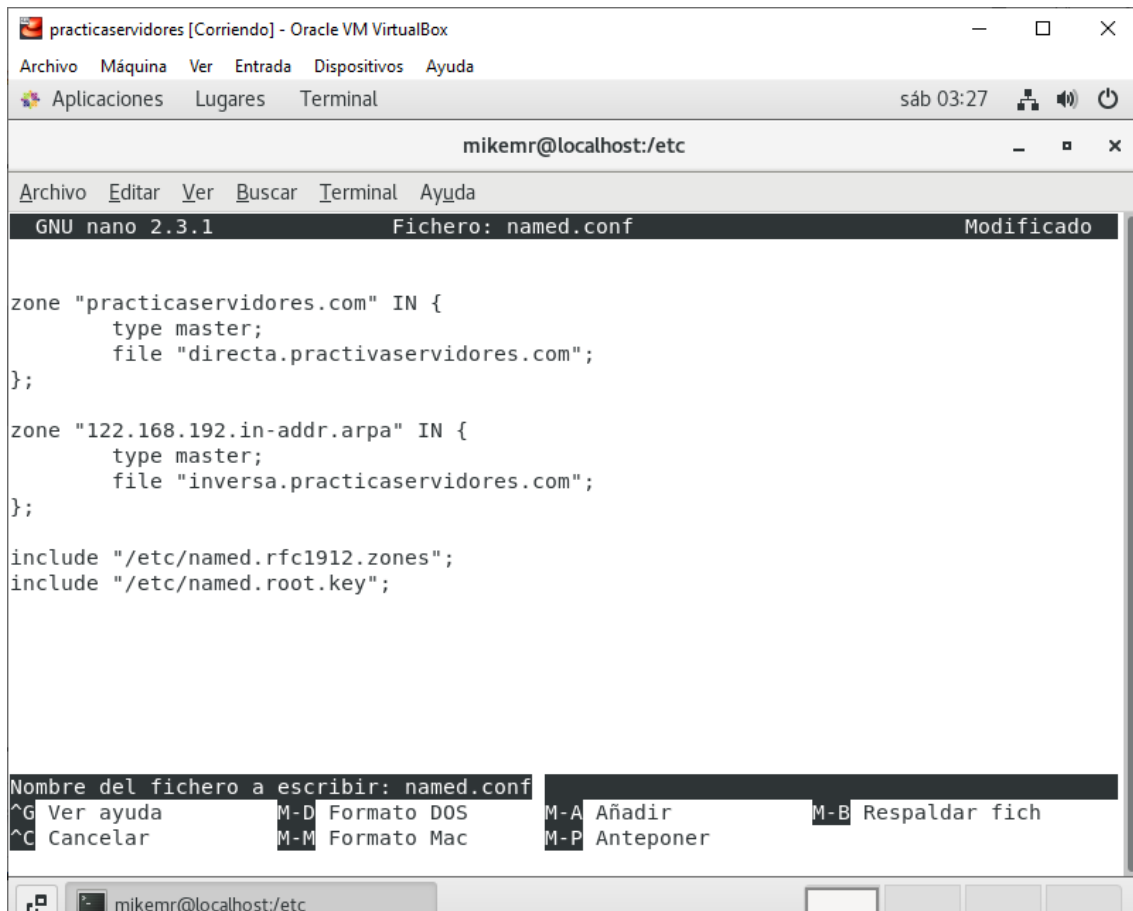 practicaservidores [Corriendo] - Oracle VM VirtualBox
Archivo Máquina Ver Entrada Dispositivos Ayuda
Aplicaciones Lugares Terminal sáb 03:27
mikemr@localhost:/etc
Archivo Editar Ver Buscar Terminal Ayuda
GNU nano 2.3.1 Fichero: named.conf Modificado
zone "practicaservidores.com" IN {
type master;
file "directa.practivaservidores.com";
};
zone "122.168.192.in-addr.arpa" IN {
type master;
file "inversa.practicaservidores.com";
};
include "/etc/named.rfc1912.zones";
include "/etc/named.root.key";
Nombre del fichero a escribir: named.conf
^G Ver ayuda M-D Formato DOS M-A Añadir M-B Respaldar fich
^C Cancelar M-M Formato Mac M-P Anteponer
mikemr@localhost:/etc